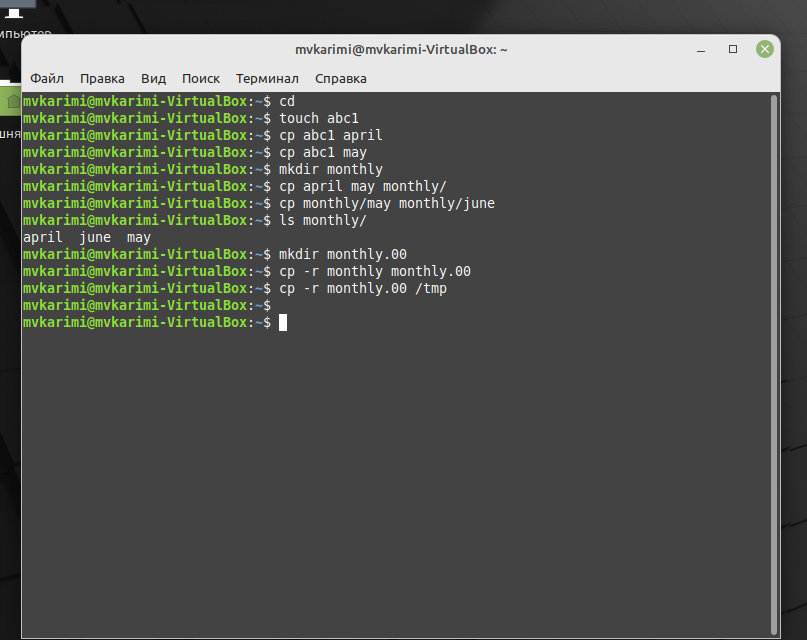 мпьютер
mvkarimi@mvkarimi-VirtualBox: ~
Файл Правка Вид Поиск Терминал Справка
шня
mvkarimi@mvkarimi-VirtualBox:~$ cd
mvkarimi@mvkarimi-VirtualBox:~$ touch abc1
mvkarimi@mvkarimi-VirtualBox:~$ cp abc1 april
mvkarimi@mvkarimi-VirtualBox:~$ cp abc1 may
mvkarimi@mvkarimi-VirtualBox:~$ mkdir monthly
mvkarimi@mvkarimi-VirtualBox:~$ cp april may monthly/
mvkarimi@mvkarimi-VirtualBox:~$ cp monthly/may monthly/june
mvkarimi@mvkarimi-VirtualBox:~$ ls monthly/
april  june  may
mvkarimi@mvkarimi-VirtualBox:~$ mkdir monthly.00
mvkarimi@mvkarimi-VirtualBox:~$ cp -r monthly monthly.00
mvkarimi@mvkarimi-VirtualBox:~$ cp -r monthly.00 /tmp
mvkarimi@mvkarimi-VirtualBox:~$
mvkarimi@mvkarimi-VirtualBox:~$